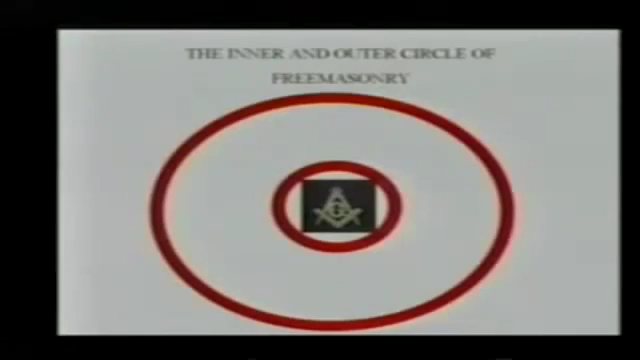 THE INNER AND OUTER CIRCLE OF
FREEMASONRY
G